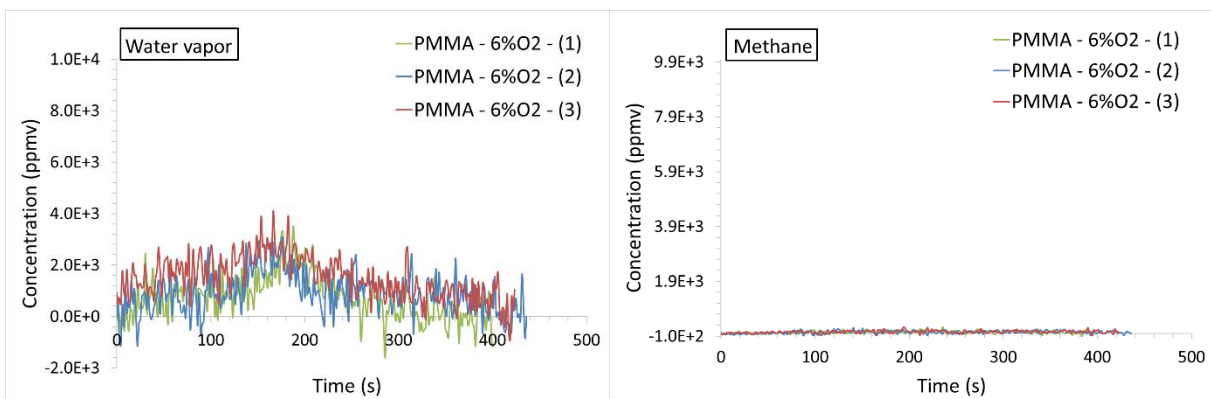 Water vapor
PMMA - 6%O2 - (1)
PMMA - 6%O2 - (2)
PMMA - 6%O2 - (3)
1.0E+4
8.0E+3
6.0E+3
4.0E+3
2.0E+3
0.0E+0
-2.0E+3
Concentration (ppmv)
0 100 200 300 400 500
Time (s)
Methane
PMMA - 6%O2 - (1)
PMMA - 6%O2 - (2)
PMMA - 6%O2 - (3)
9.9E+3
7.9E+3
5.9E+3
3.9E+3
1.9E+3
-1.0E+2
Concentration (ppmv)
0 100 200 300 400 500
Time (s)